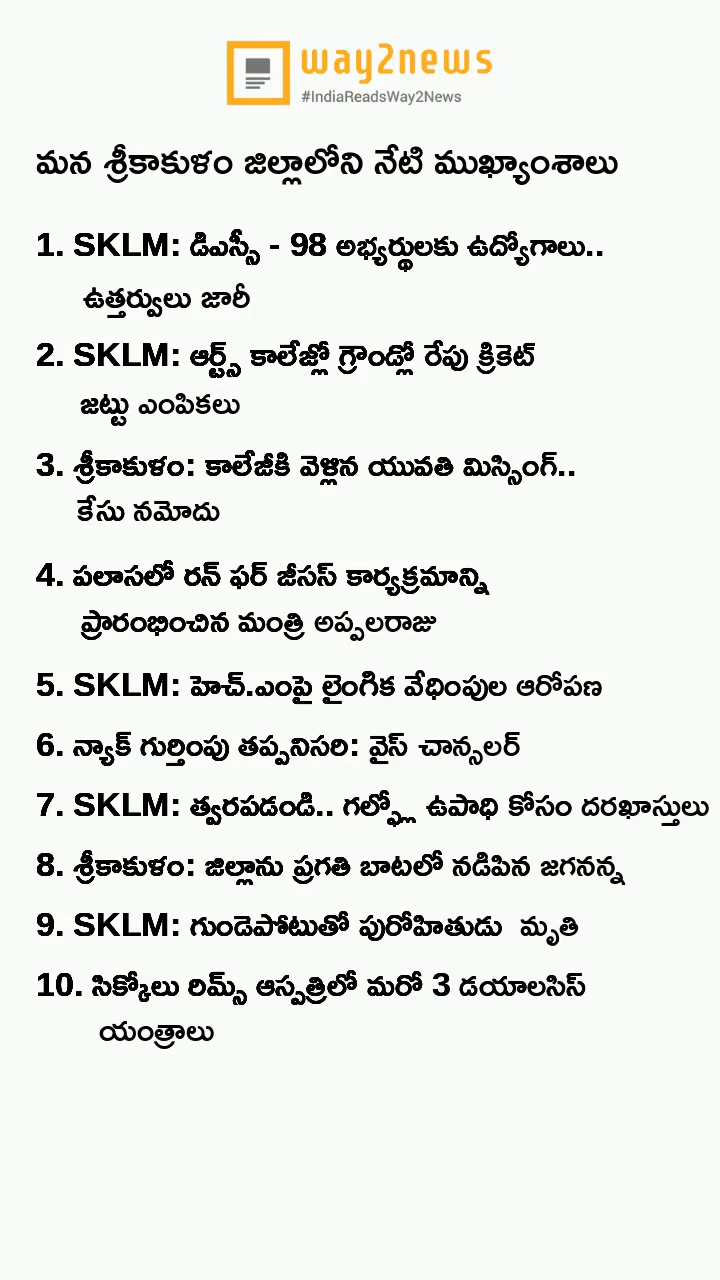 way2news
#IndiaReadsWay2News
మన శ్రీకాకుళం జిల్లాలోని నేటి ముఖ్యాంశాలు
1. SKLM: డిఎస్సీ - 98 అభ్యర్థులకు ఉద్యోగాలు..
ఉత్తర్వులు జారీ
2. SKLM: ఆర్ట్స్ కాలేజ్లో గ్రౌండ్లో రేపు క్రికెట్
జట్టు ఎంపికలు
3. శ్రీకాకుళం: కాలేజీకి వెళ్లిన యువతి మిస్సింగ్..
కేసు నమోదు
4. పలాసలో రన్ ఫర్ జీసస్ కార్యక్రమాన్ని
ప్రారంభించిన మంత్రి అప్పలరాజు
5. SKLM: హెచ్.ఎంపై లైంగిక వేధింపుల ఆరోపణ
6. న్యాక్ గుర్తింపు తప్పనిసరి: వైస్ చాన్సలర్
7. SKLM: త్వరపడండి.. గల్ఫ్లో ఉపాధి కోసం దరఖాస్తులు
8. శ్రీకాకుళం: జిల్లాను ప్రగతి బాటలో నడిపిన జగనన్న
9. SKLM: గుండెపోటుతో పురోహితుడు మృతి
10. సిక్కోలు రిమ్స్ ఆస్పత్రిలో మరో 3 డయాలసిస్
యంత్రాలు